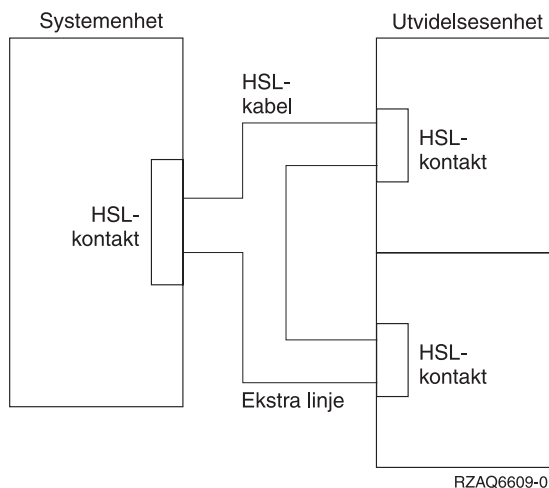 Systemenhet
Utvidelsesenhet
HSL-
kabel
HSL-
kontakt
HSL-
kontakt
HSL-
kontakt
Ekstra linje
RZAQ6609-0